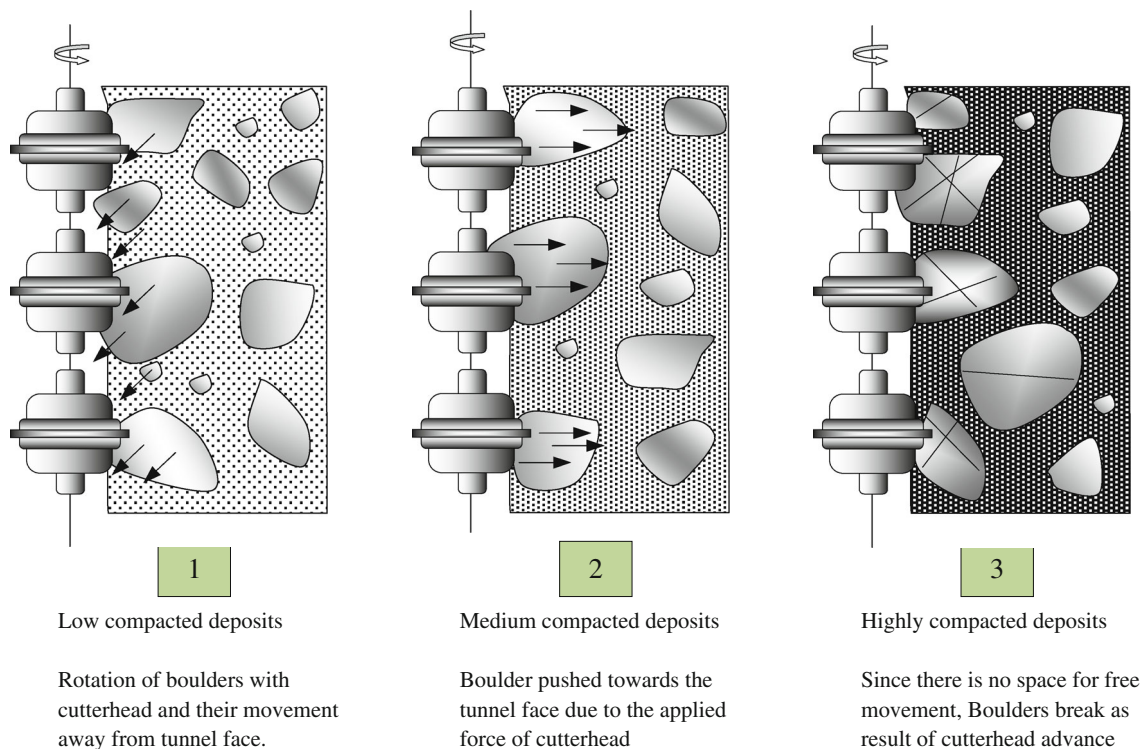 1
Low compacted deposits
Rotation of boulders with
cutterhead and their movement
away from tunnel face.
2
Medium compacted deposits
Boulder pushed towards the
tunnel face due to the applied
force of cutterhead
3
Highly compacted deposits
Since there is no space for free
movement, Boulders break as
result of cutterhead advance